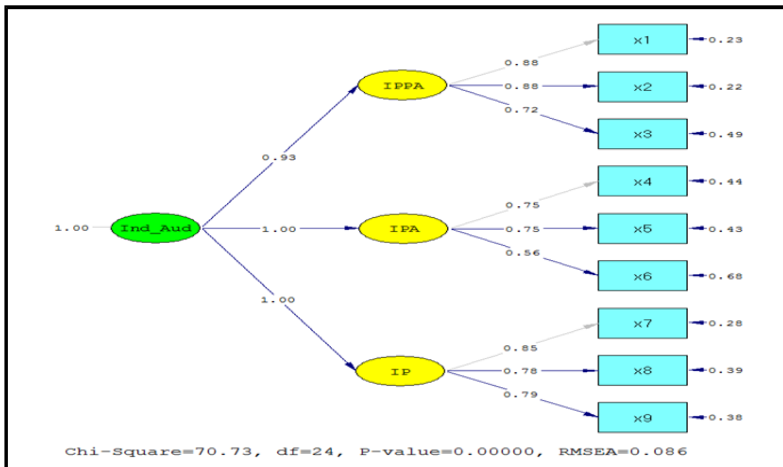 x1
0.23
0.88
IPPA
0.88
x2
0.22
0.72
x3
0.49
0.93
x4
0.44
0.75
1.00
Ind_Aud
1.00
IPA
0.75
x5
0.43
0.56
x6
0.68
1.00
x7
0.28
0.85
IP
0.78
x8
0.39
0.79
x9
0.38
Chi-Square=70.73, df=24, P-value=0.00000, RMSEA=0.086